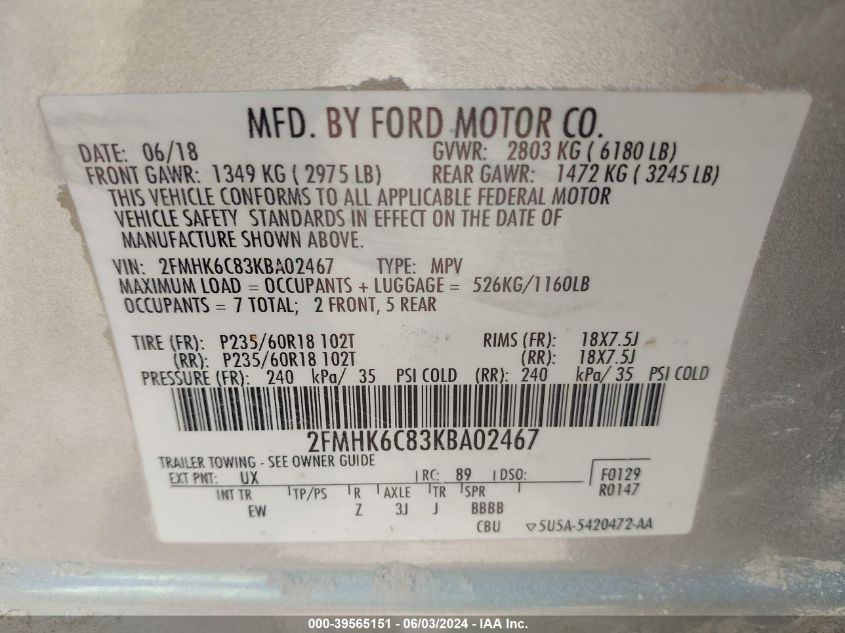 MFD. BY FORD MOTOR CO.
DATE: 06/18 GVWR: 2803 KG ( 6180 LB)
FRONT GAWR: 1349 KG ( 2975 LB) REAR GAWR: 1472 KG ( 3245 LB)
THIS VEHICLE CONFORMS TO ALL APPLICABLE FEDERAL MOTOR
VEHICLE SAFETY STANDARDS IN EFFECT ON THE DATE OF
MANUFACTURE SHOWN ABOVE.
VIN: 2FMHK6C83KBA02467 TYPE: MPV
MAXIMUM LOAD = OCCUPANTS + LUGGAGE = 526KG/1160LB
OCCUPANTS = 7 TOTAL; 2 FRONT, 5 REAR
TIRE (FR): P235/60R18 102T RIMS (FR): 18X7.5J
(RR): P235/60R18 102T (RR): 18X7.5J
PRESSURE (FR): 240 kPa/ 35 PSI COLD (RR): 240 kPa/ 35 PSI COLD
2FMHK6C83KBA02467
TRAILER TOWING - SEE OWNER GUIDE
EXT PNT: UX RC: 89 DSO: F0129
INT TR TP/PS R AXLE TR SPR R0147
EW Z 3J J BBBB
CBU ▽5U5A-5420472-AA
000-39565151 - 06/03/2024 - IAA Inc.